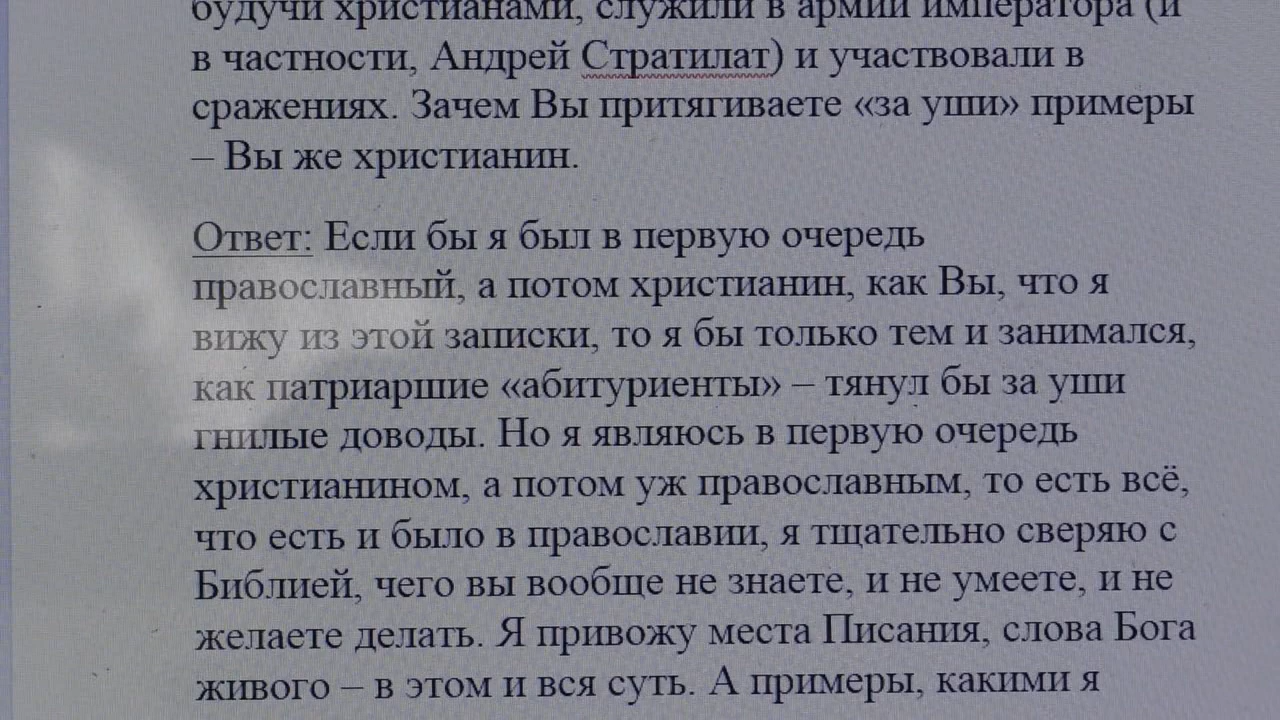 будучи христианами, служили в армии императора (и
в частности, Андрей Стратилат) и участвовали в
сражениях. Зачем Вы притягиваете «за уши» примеры
– Вы же христианин.
Ответ: Если бы я был в первую очередь
православный, а потом христианин, как Вы, что я
вижу из этой записки, то я бы только тем и занимался,
как патриаршие «абитуриенты» – тянул бы за уши
гнилые доводы. Но я являюсь в первую очередь
христианином, а потом уж православным, то есть всё,
что есть и было в православии, я тщательно сверяю с
Библией, чего вы вообще не знаете, и не умеете, и не
желаете делать. Я привожу места Писания, слова Бога
живого – в этом и вся суть. А примеры, какими я